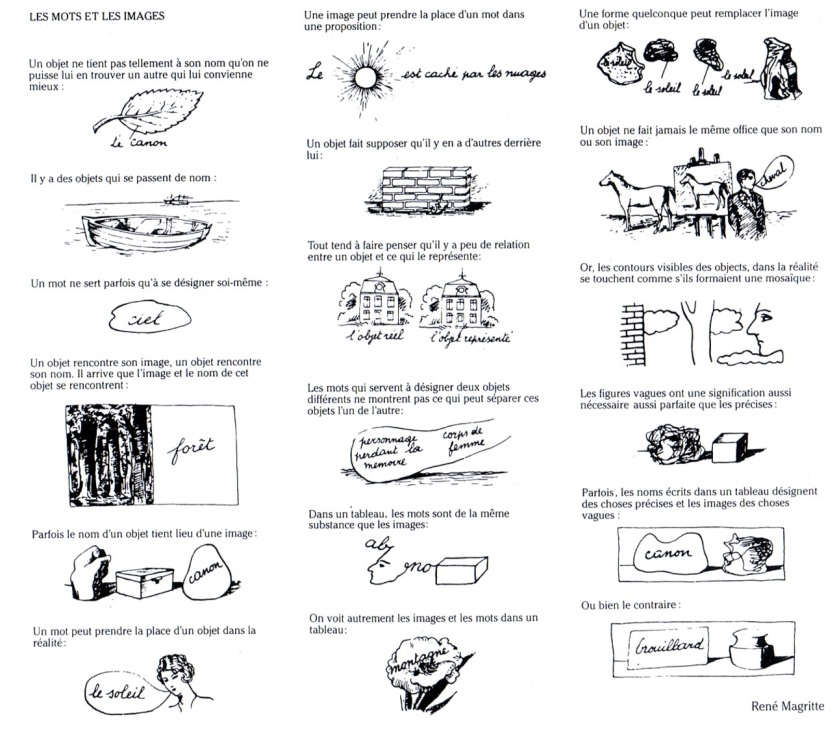 LES MOTS ET LES IMAGES
Un objet ne tient pas tellement à son nom qu'on ne
puisse lui en trouver un autre qui lui convienne
mieux :
Le canon
Il y a des objets qui se passent de nom :
Un mot ne sert parfois qu'à se désigner soi-même :
ciel
Un objet rencontre son image, un objet rencontre
son nom. Il arrive que l'image et le nom de cet
objet se rencontrent :
forêt
Parfois le nom d'un objet tient lieu d'une image :
canon
Un mot peut prendre la place d'un objet dans la
réalité :
le soleil
Une image peut prendre la place d'un mot dans
une proposition :
Le est caché par les nuages
Un objet fait supposer qu'il y en a d'autres derrière
lui :
Tout tend à faire penser qu'il y a peu de relation
entre un objet et ce qui le représente :
l'objet réel
l'objet représenté
Les mots qui servent à désigner deux objets
différents ne montrent pas ce qui peut séparer ces
objets l'un de l'autre :
personnage
perdant la
mémoire
corps de
femme
Dans un tableau, les mots sont de la même
substance que les images :
On voit autrement les images et les mots dans un
tableau :
montagne
Une forme quelconque peut remplacer l'image
d'un objet :
le soleil
le soleil
le soleil
le soleil
Un objet ne fait jamais le même office que son nom
ou son image :
cheval
Or, les contours visibles des objects, dans la réalité
se touchent comme s'ils formaient une mosaïque :
Les figures vagues ont une signification aussi
nécessaire aussi parfaite que les précises :
Parfois, les noms écrits dans un tableau désignent
des choses précises et les images des choses
vagues :
canon
Ou bien le contraire :
brouillard
René Magritte